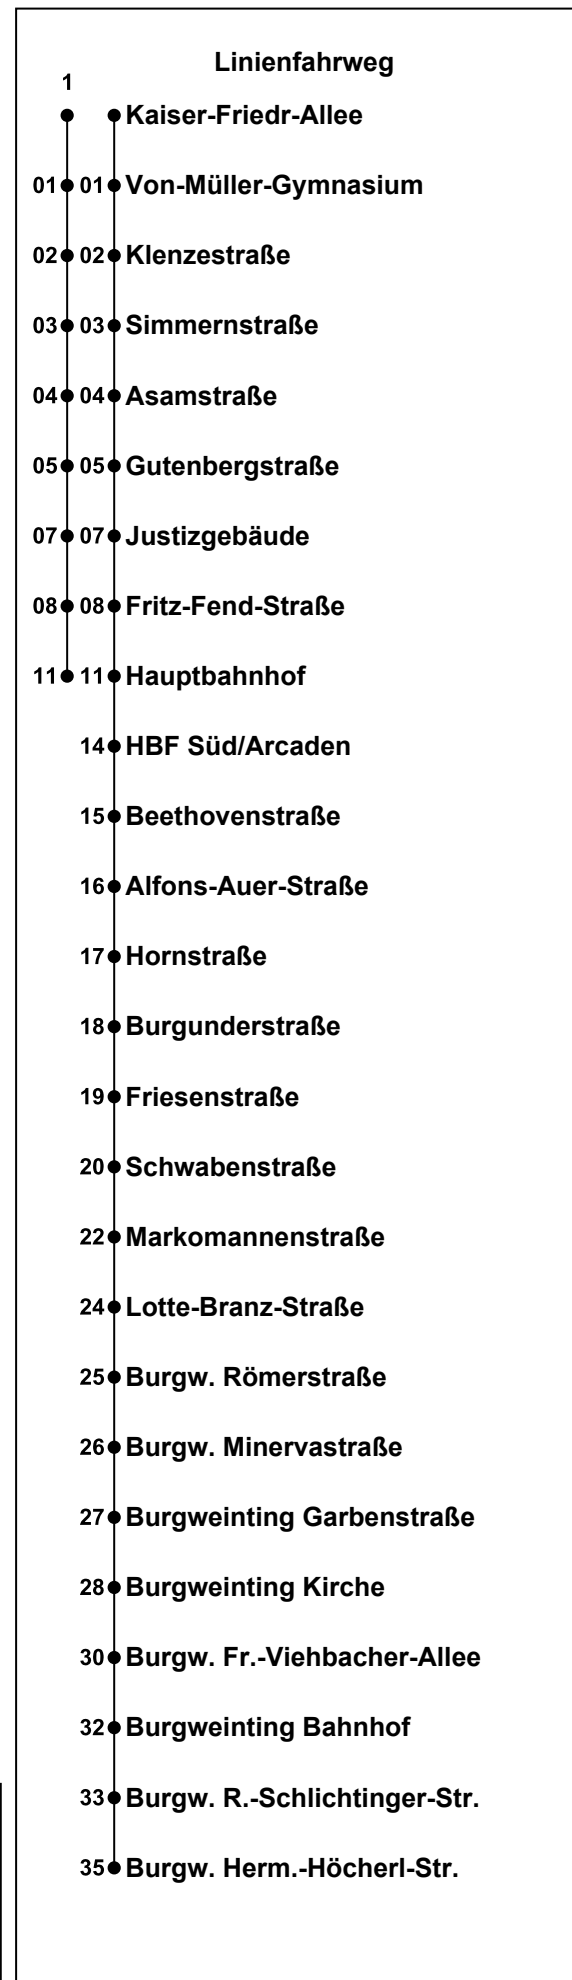 Linienfahrweg
1
Kaiser-Friedr-Allee
01 01 Von-Müller-Gymnasium
02 02 Klenzestraße
03 03 Simmernstraße
04 04 Asamstraße
05 05 Gutenbergstraße
07 07 Justizgebäude
08 08 Fritz-Fend-Straße
11 11 Hauptbahnhof
14 HBF Süd/Arcaden
15 Beethovenstraße
16 Alfons-Auer-Straße
17 Hornstraße
18 Burgunderstraße
19 Friesenstraße
20 Schwabenstraße
22 Markomannenstraße
24 Lotte-Branz-Straße
25 Burgw. Römerstraße
26 Burgw. Minervastraße
27 Burgweinting Garbenstraße
28 Burgweinting Kirche
30 Burgw. Fr.-Viehbacher-Allee
32 Burgweinting Bahnhof
33 Burgw. R.-Schlichtinger-Str.
35 Burgw. Herm.-Höcherl-Str.